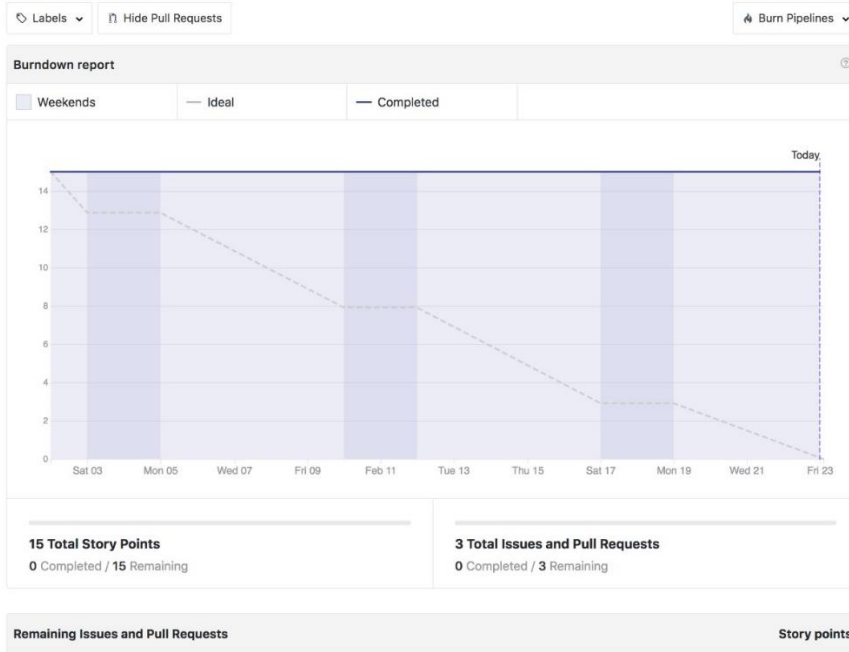 Labels
Hide Pull Requests
Burn Pipelines
Burndown report
Weekends
Ideal
Completed
Today
14
12
10
8
6
4
2
0
Sat 03 Mon 05 Wed 07 Fri 09 Feb 11 Tue 13 Thu 15 Sat 17 Mon 19 Wed 21 Fri 23
15 Total Story Points
0 Completed / 15 Remaining
3 Total Issues and Pull Requests
0 Completed / 3 Remaining
Remaining Issues and Pull Requests Story points